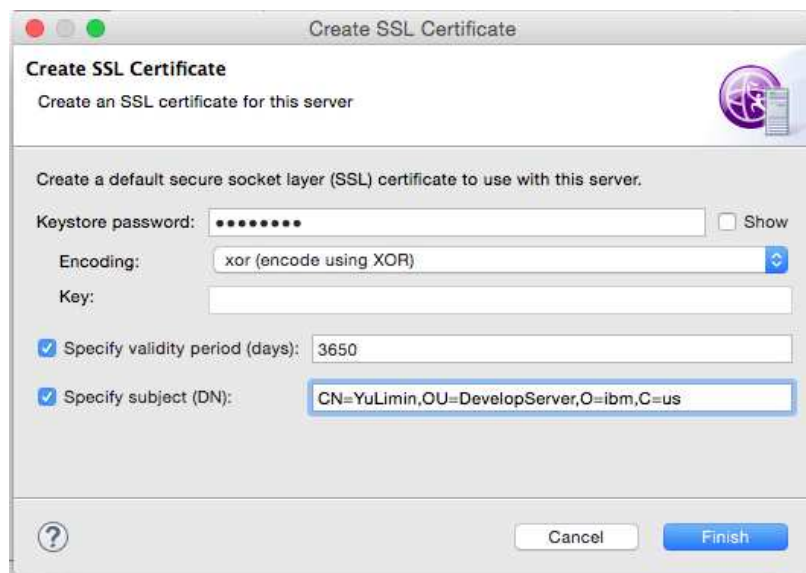 Create SSL Certificate
Create SSL Certificate
Create an SSL certificate for this server
Create a default secure socket layer (SSL) certificate to use with this server.
Keystore password: ●●●●●●●● Show
Encoding: xor (encode using XOR)
Key:
Specify validity period (days): 3650
Specify subject (DN): CN=YuLimin,OU=DevelopServer,O=ibm,C=us
? Cancel Finish